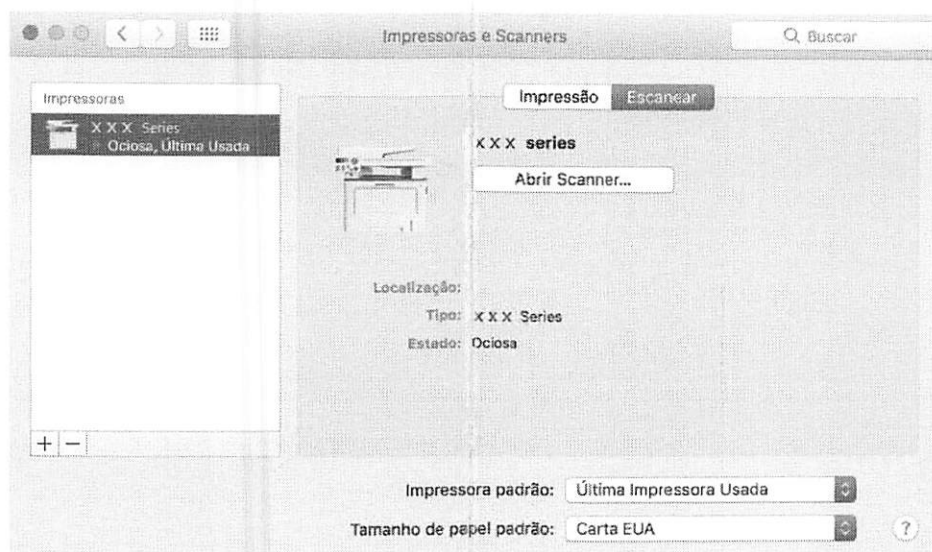 Impressoras e Scanners
Buscar
Impressoras
X X X Series
Ociosa, Última Usada
Impressão
Escanear
x x x series
Abrir Scanner...
Localização:
Tipo: x x x Series
Estado: Ociosa
+ −
Impressora padrão: Última Impressora Usada
Tamanho de papel padrão: Carta EUA
?